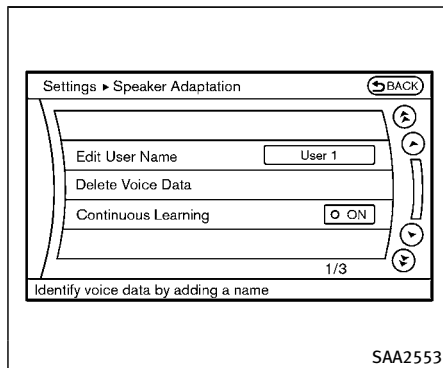 Settings ▸ Speaker Adaptation
BACK
Edit User Name
User 1
Delete Voice Data
Continuous Learning
ON
1/3
Identify voice data by adding a name
SAA2553